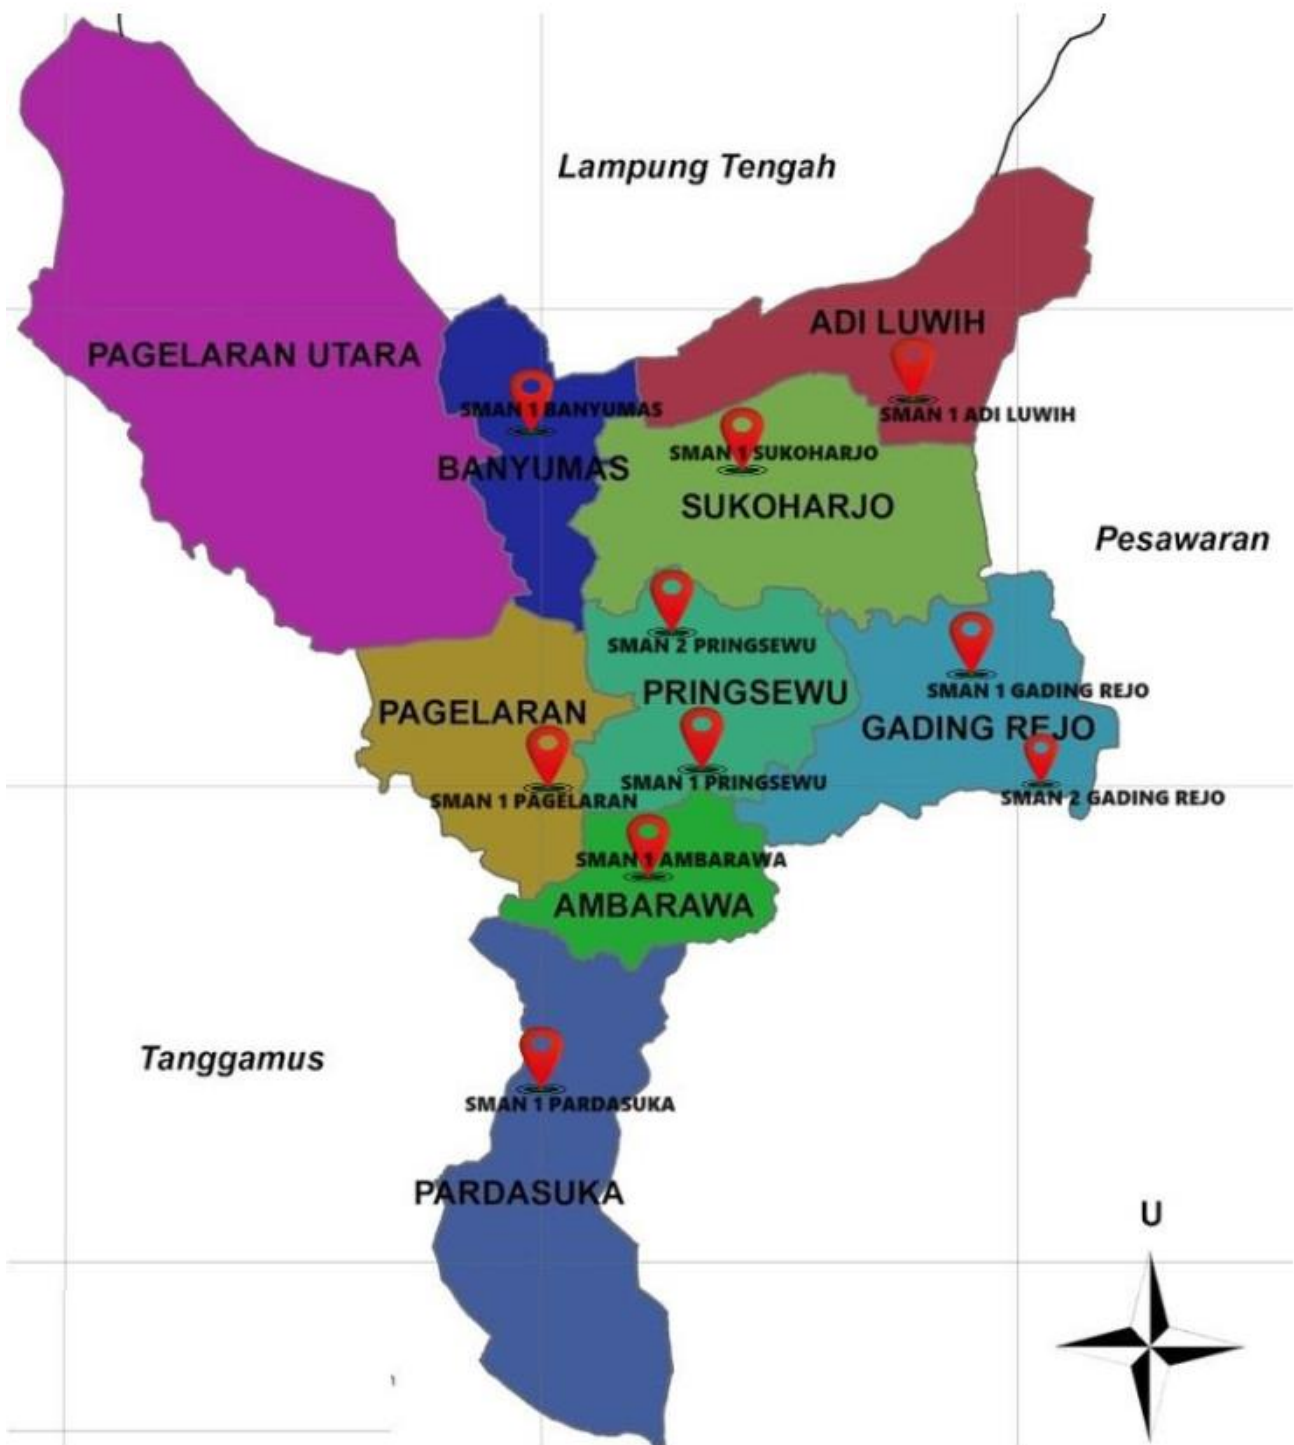 Lampung Tengah
ADI LUWIH
PAGELARAN UTARA
SMAN 1 BANYUMAS
SMAN 1 ADI LUWIH
SMAN 1 SUKOHARJO
BANYUMAS
SUKOHARJO
Pesawaran
SMAN 2 PRINGSEWU
SMAN 1 GADING REJO
PRINGSEWU
PAGELARAN
GADING REJO
SMAN 1 PRINGSEWU
SMAN 2 GADING REJO
SMAN 1 PAGELARAN
SMAN 1 AMBARAWA
AMBARAWA
Tanggamus
SMAN 1 PARDASUKA
PARDASUKA
U